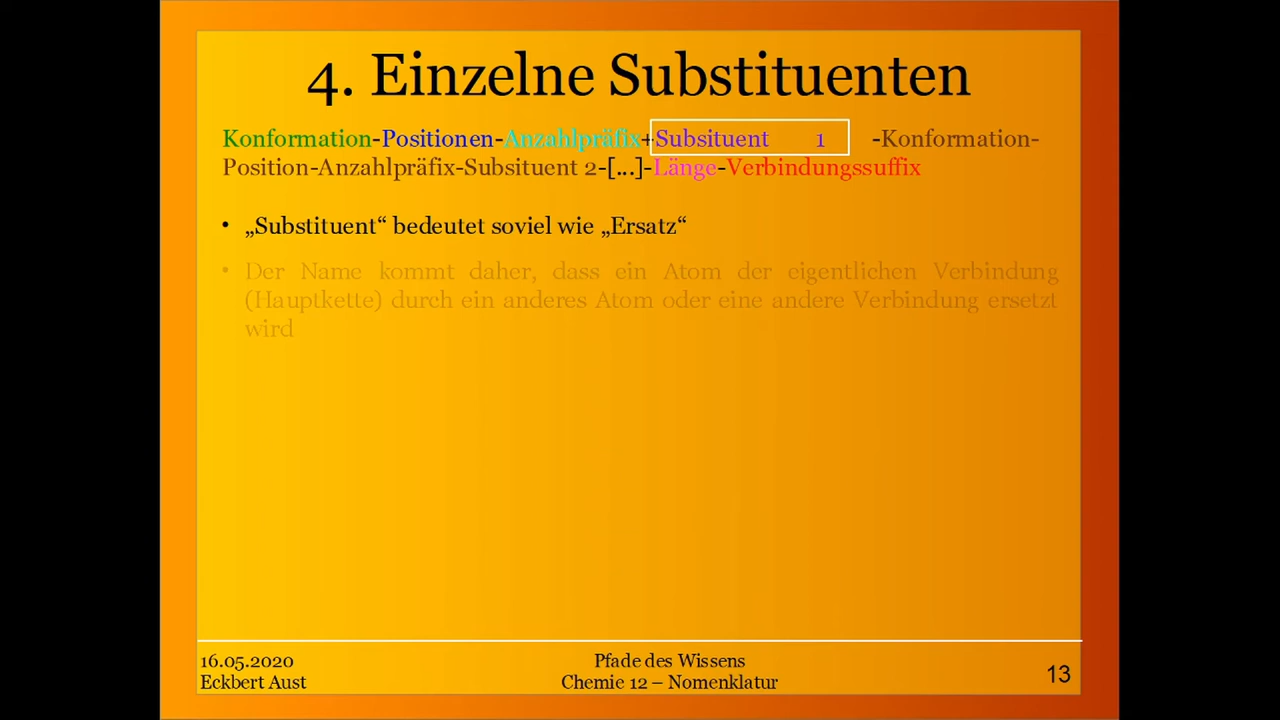 4. Einzelne Substituenten
Konformation-Positionen-Anzahlpräfix+Subsituent 1 -Konformation-
Position-Anzahlpräfix-Subsituent 2-[...]-Länge-Verbindungssuffix
• „Substituent“ bedeutet soviel wie „Ersatz“
• Der Name kommt daher, dass ein Atom der eigentlichen Verbindung
(Hauptkette) durch ein anderes Atom oder eine andere Verbindung ersetzt
wird
16.05.2020
Eckbert Aust
Pfade des Wissens
Chemie 12 – Nomenklatur
13